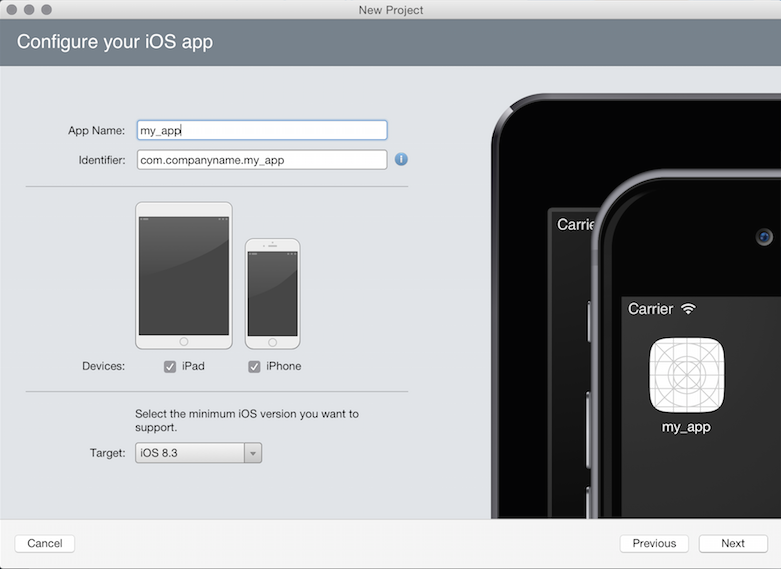 New Project
Configure your iOS app
App Name: my_app
Identifier: com.companyname.my_app
Devices: iPad iPhone
Select the minimum iOS version you want to
support.
Target: iOS 8.3
Carrie
Carrier
my_app
Cancel Previous Next